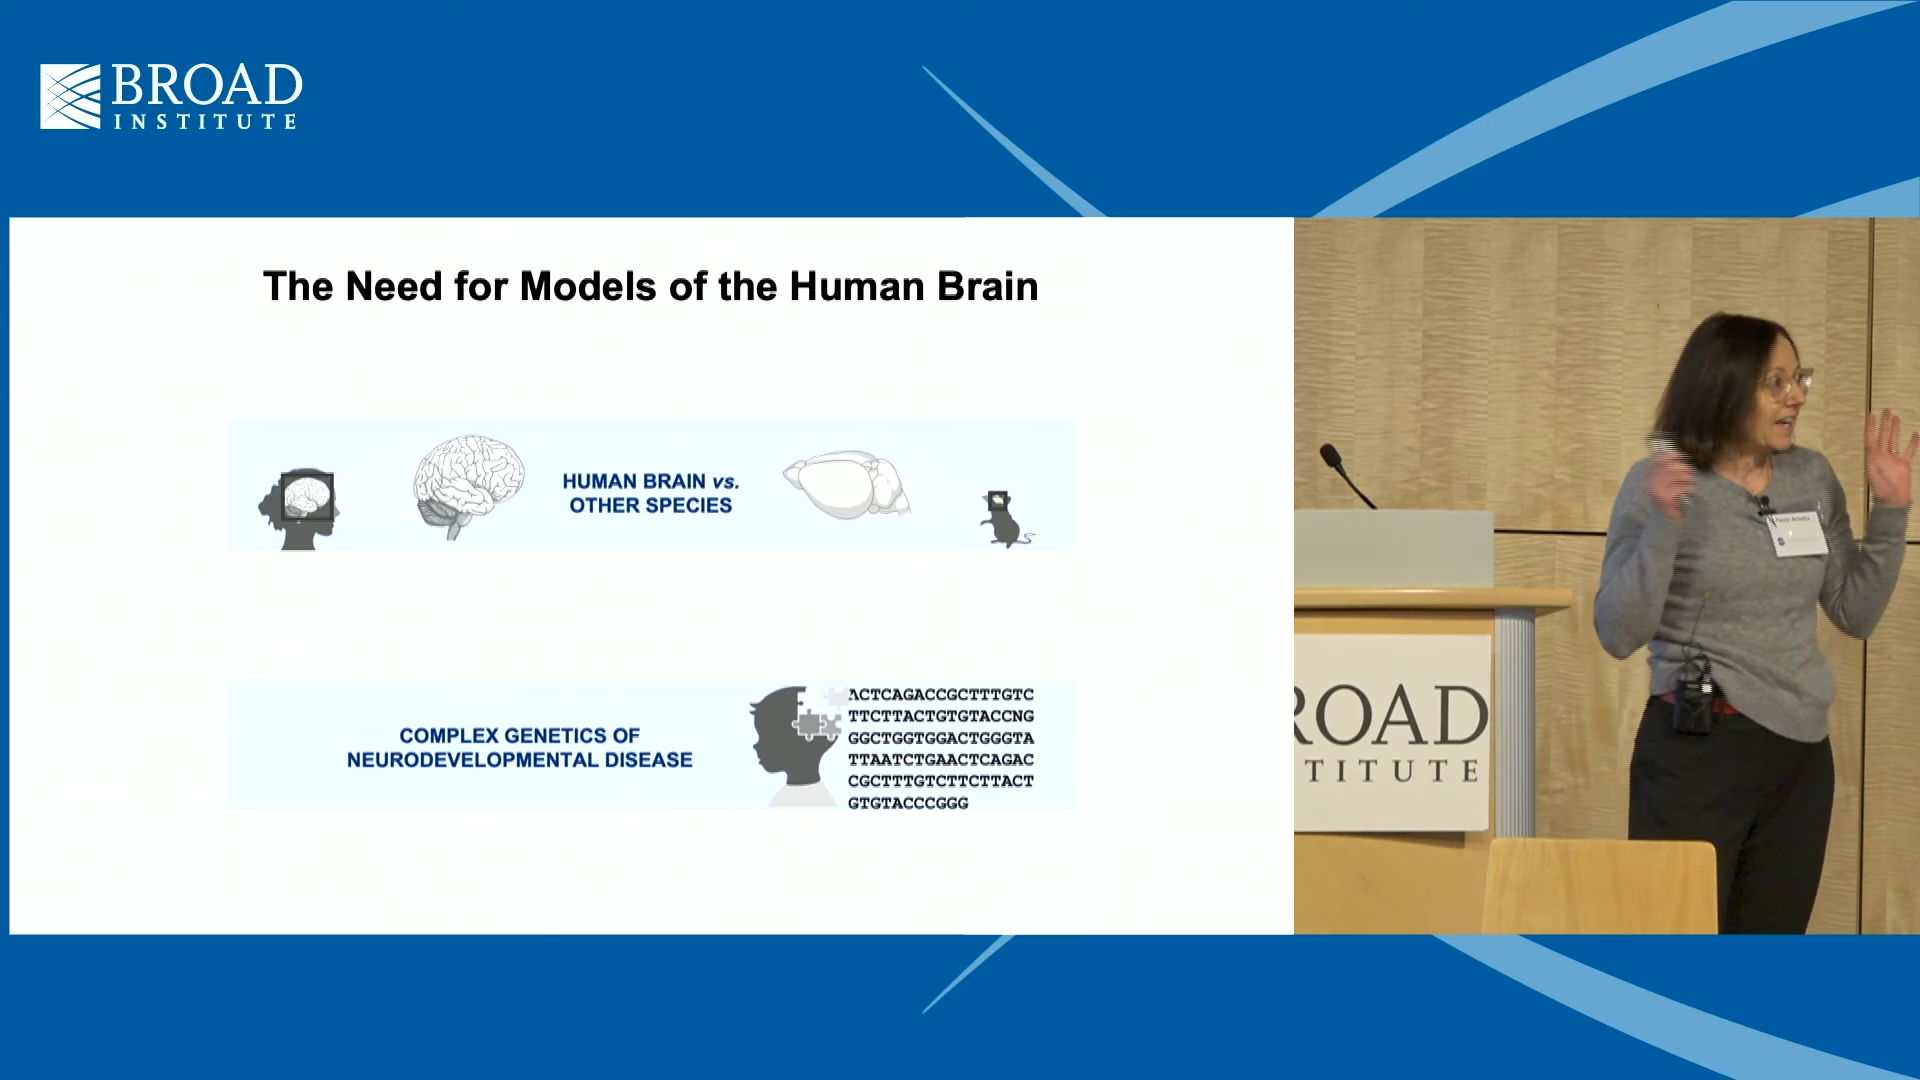 BROAD
INSTITUTE
The Need for Models of the Human Brain
HUMAN BRAIN vs.
OTHER SPECIES
COMPLEX GENETICS OF
NEURODEVELOPMENTAL DISEASE
ACTCAGACCGCTTTGTC
TTCTTACTGTGTACCNG
GGCTGGTGGACTGGGTA
TTAATCTGAACTCAGAC
CGCTTTGTCTTCTTACT
GTGTACCCGGG
ROAD
TITUTE